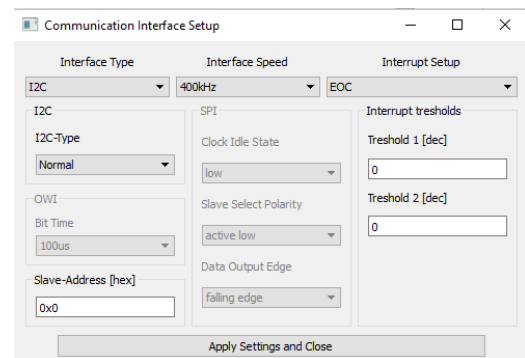 Communication Interface Setup
Interface Type
Interface Speed
Interrupt Setup
I2C
400kHz
EOC
I2C
I2C-Type
Normal
OWI
Bit Time
100us
Slave-Address [hex]
0x0
SPI
Clock Idle State
low
Slave Select Polarity
active low
Data Output Edge
falling edge
Interrupt tresholds
Treshold 1 [dec]
0
Treshold 2 [dec]
0
Apply Settings and Close